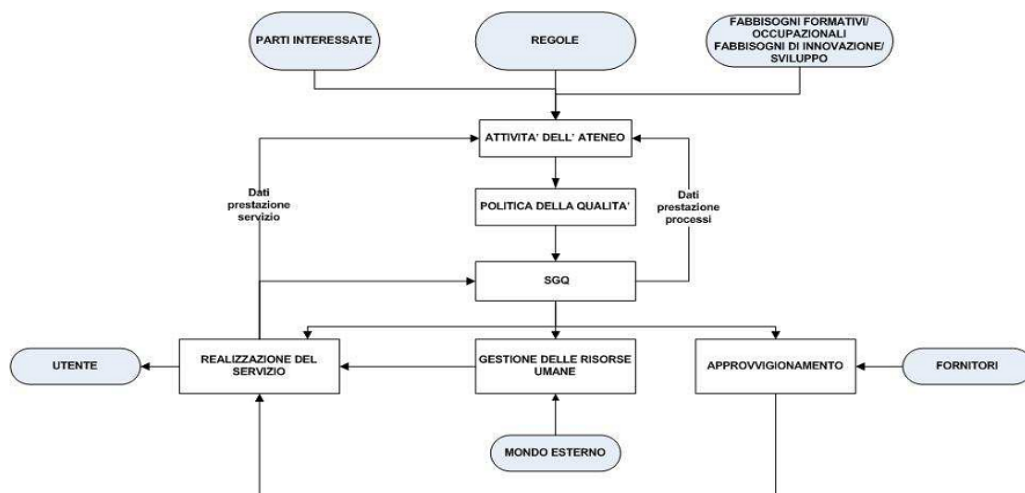 PARTI INTERESSATE
REGOLE
FABBISOGNI FORMATIVI/
OCCUPAZIONALI
FABBISOGNI DI INNOVAZIONE/
SVILUPPO
ATTIVITA' DELL' ATENEO
Dati
prestazione
servizio
POLITICA DELLA QUALITA'
Dati
prestazione
processi
SGQ
UTENTE
REALIZZAZIONE DEL
SERVIZIO
GESTIONE DELLE RISORSE
UMANE
APPROVVIGIONAMENTO
FORNITORI
MONDO ESTERNO